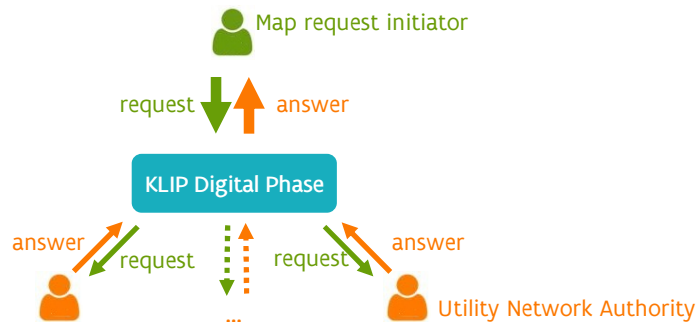 Map request initiator
request
answer
KLIP Digital Phase
answer
request
request
answer
...
Utility Network Authority